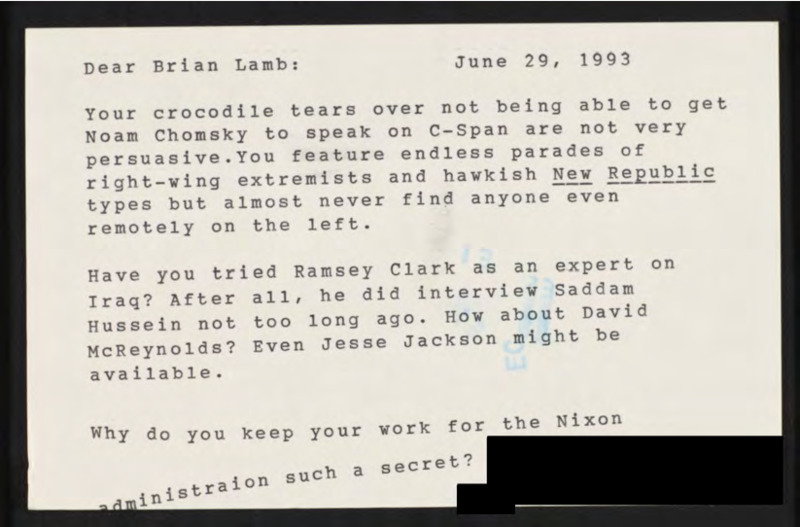 Dear Brian Lamb: June 29, 1993
Your crocodile tears over not being able to get
Noam Chomsky to speak on C-Span are not very
persuasive.You feature endless parades of
right-wing extremists and hawkish New Republic
types but almost never find anyone even
remotely on the left.
Have you tried Ramsey Clark as an expert on
Iraq? After all, he did interview Saddam
Hussein not too long ago. How about David
McReynolds? Even Jesse Jackson might be
available.
Why do you keep your work for the Nixon
administraion such a secret?